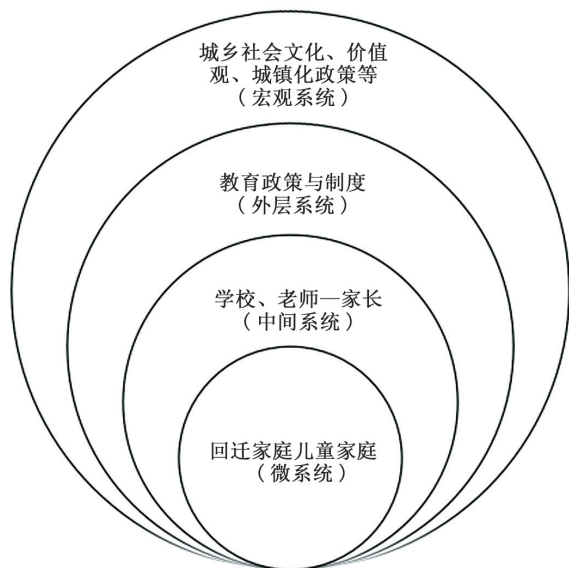 城乡社会文化、价值
观、城镇化政策等
（宏观系统）
教育政策与制度
（外层系统）
学校、老师—家长
（中间系统）
回迁家庭儿童家庭
（微系统）